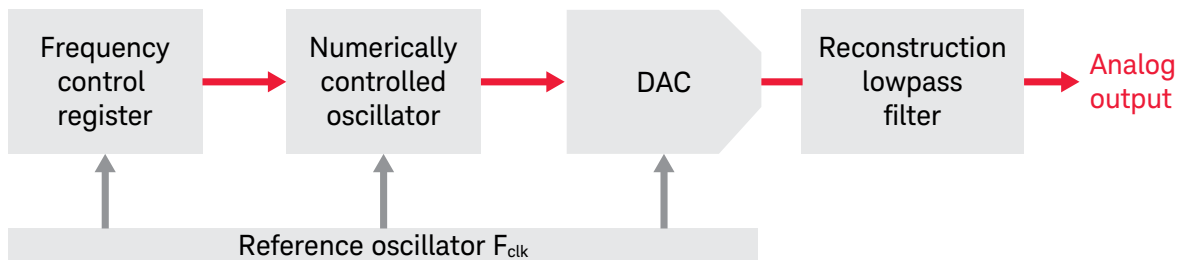 Frequency
control
register
Numerically
controlled
oscillator
DAC
Reconstruction
lowpass
filter
Analog
output
Reference oscillator Fclk